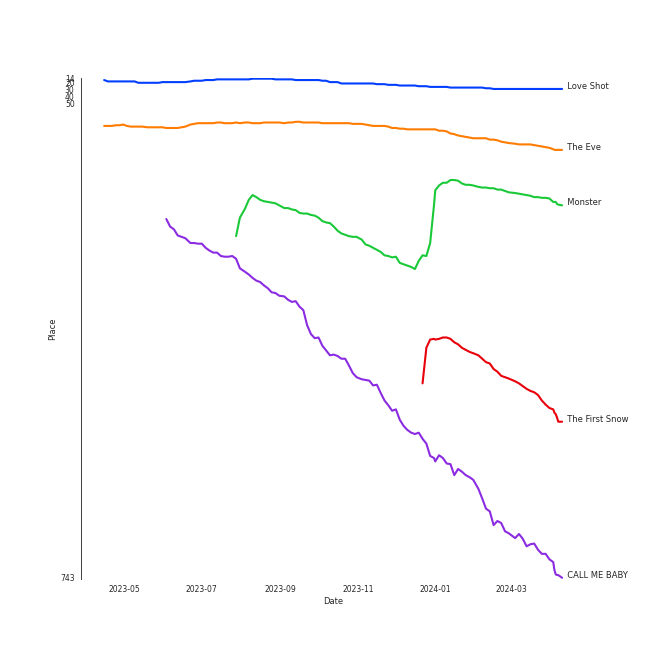 14
20
30
40
50
743
Place
Love Shot
The Eve
Monster
The First Snow
CALL ME BABY
2023-05
2023-07
2023-09
2023-11
2024-01
2024-03
Date